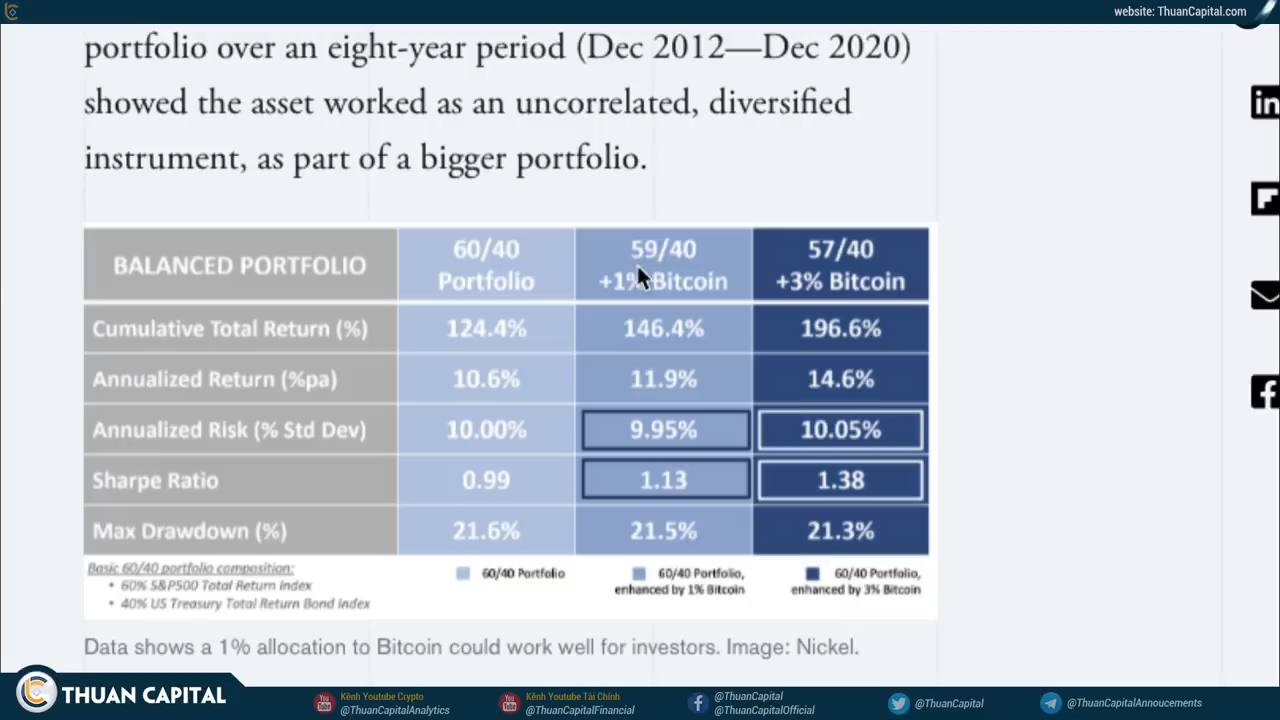 website: ThuanCapital.com
portfolio over an eight-year period (Dec 2012—Dec 2020)
showed the asset worked as an uncorrelated, diversified
instrument, as part of a bigger portfolio.
BALANCED PORTFOLIO
60/40
Portfolio
59/40
+1% Bitcoin
57/40
+3% Bitcoin
Cumulative Total Return (%) 124.4% 146.4% 196.6%
Annualized Return (%pa) 10.6% 11.9% 14.6%
Annualized Risk (% Std Dev) 10.00% 9.95% 10.05%
Sharpe Ratio 0.99 1.13 1.38
Max Drawdown (%) 21.6% 21.5% 21.3%
Basic 60/40 portfolio composition:
• 60% S&P500 Total Return Index
• 40% US Treasury Total Return Bond Index
60/40 Portfolio
60/40 Portfolio,
enhanced by 1% Bitcoin
60/40 Portfolio,
enhanced by 3% Bitcoin
Data shows a 1% allocation to Bitcoin could work well for investors. Image: Nickel.
in
THUAN CAPITAL
You Tube
Kênh Youtube Crypto
@ThuanCapitalAnalytics
You Tube
Kênh Youtube Tài Chính
@ThuanCapitalFinancial
@ThuanCapital
@ThuanCapitalOfficial
@ThuanCapital
@ThuanCapitalAnnoucements